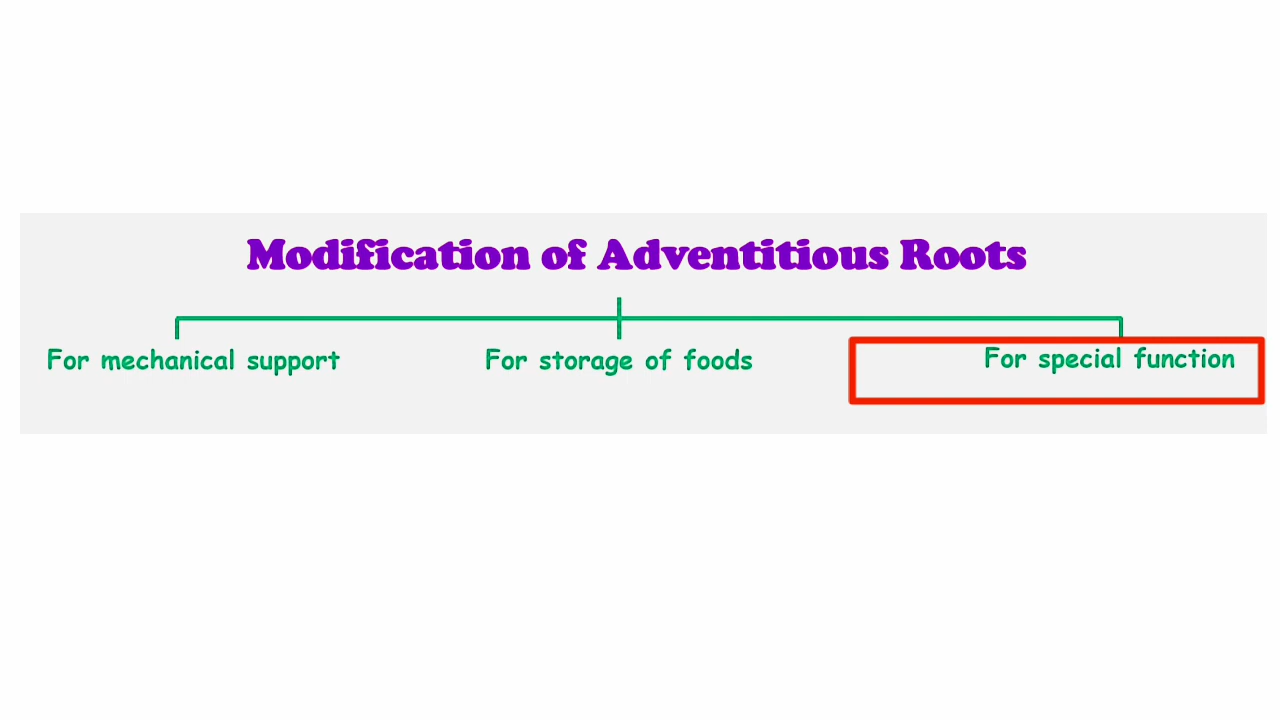 Modification of Adventitious Roots
For mechanical support
For storage of foods
For special function